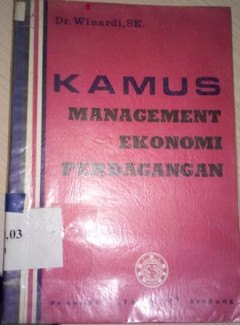 Dr. Winardi, SE.
KAMUS
MANAGEMENT
EKONOMI
PERDAGANGAN
.03